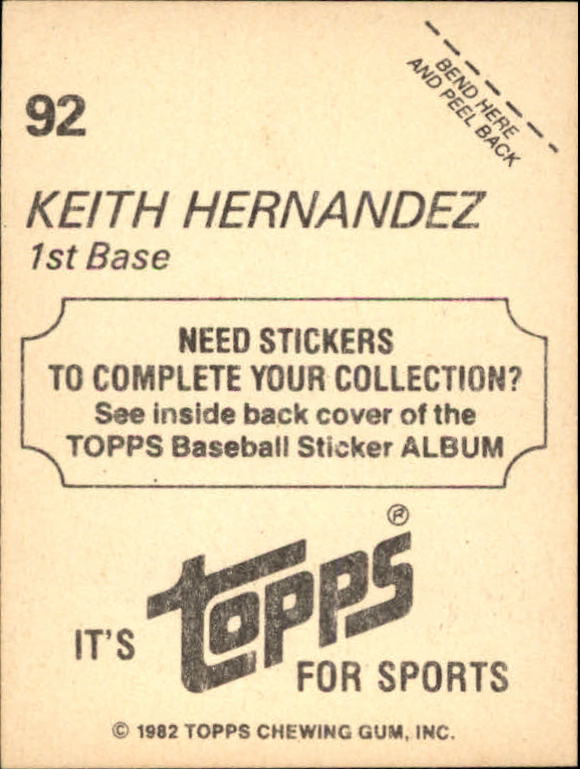 92
BEND HERE
AND PEEL BACK
KEITH HERNANDEZ
1st Base
NEED STICKERS
TO COMPLETE YOUR COLLECTION?
See inside back cover of the
TOPPS Baseball Sticker ALBUM
IT'S topps®
FOR SPORTS
© 1982 TOPPS CHEWING GUM, INC.